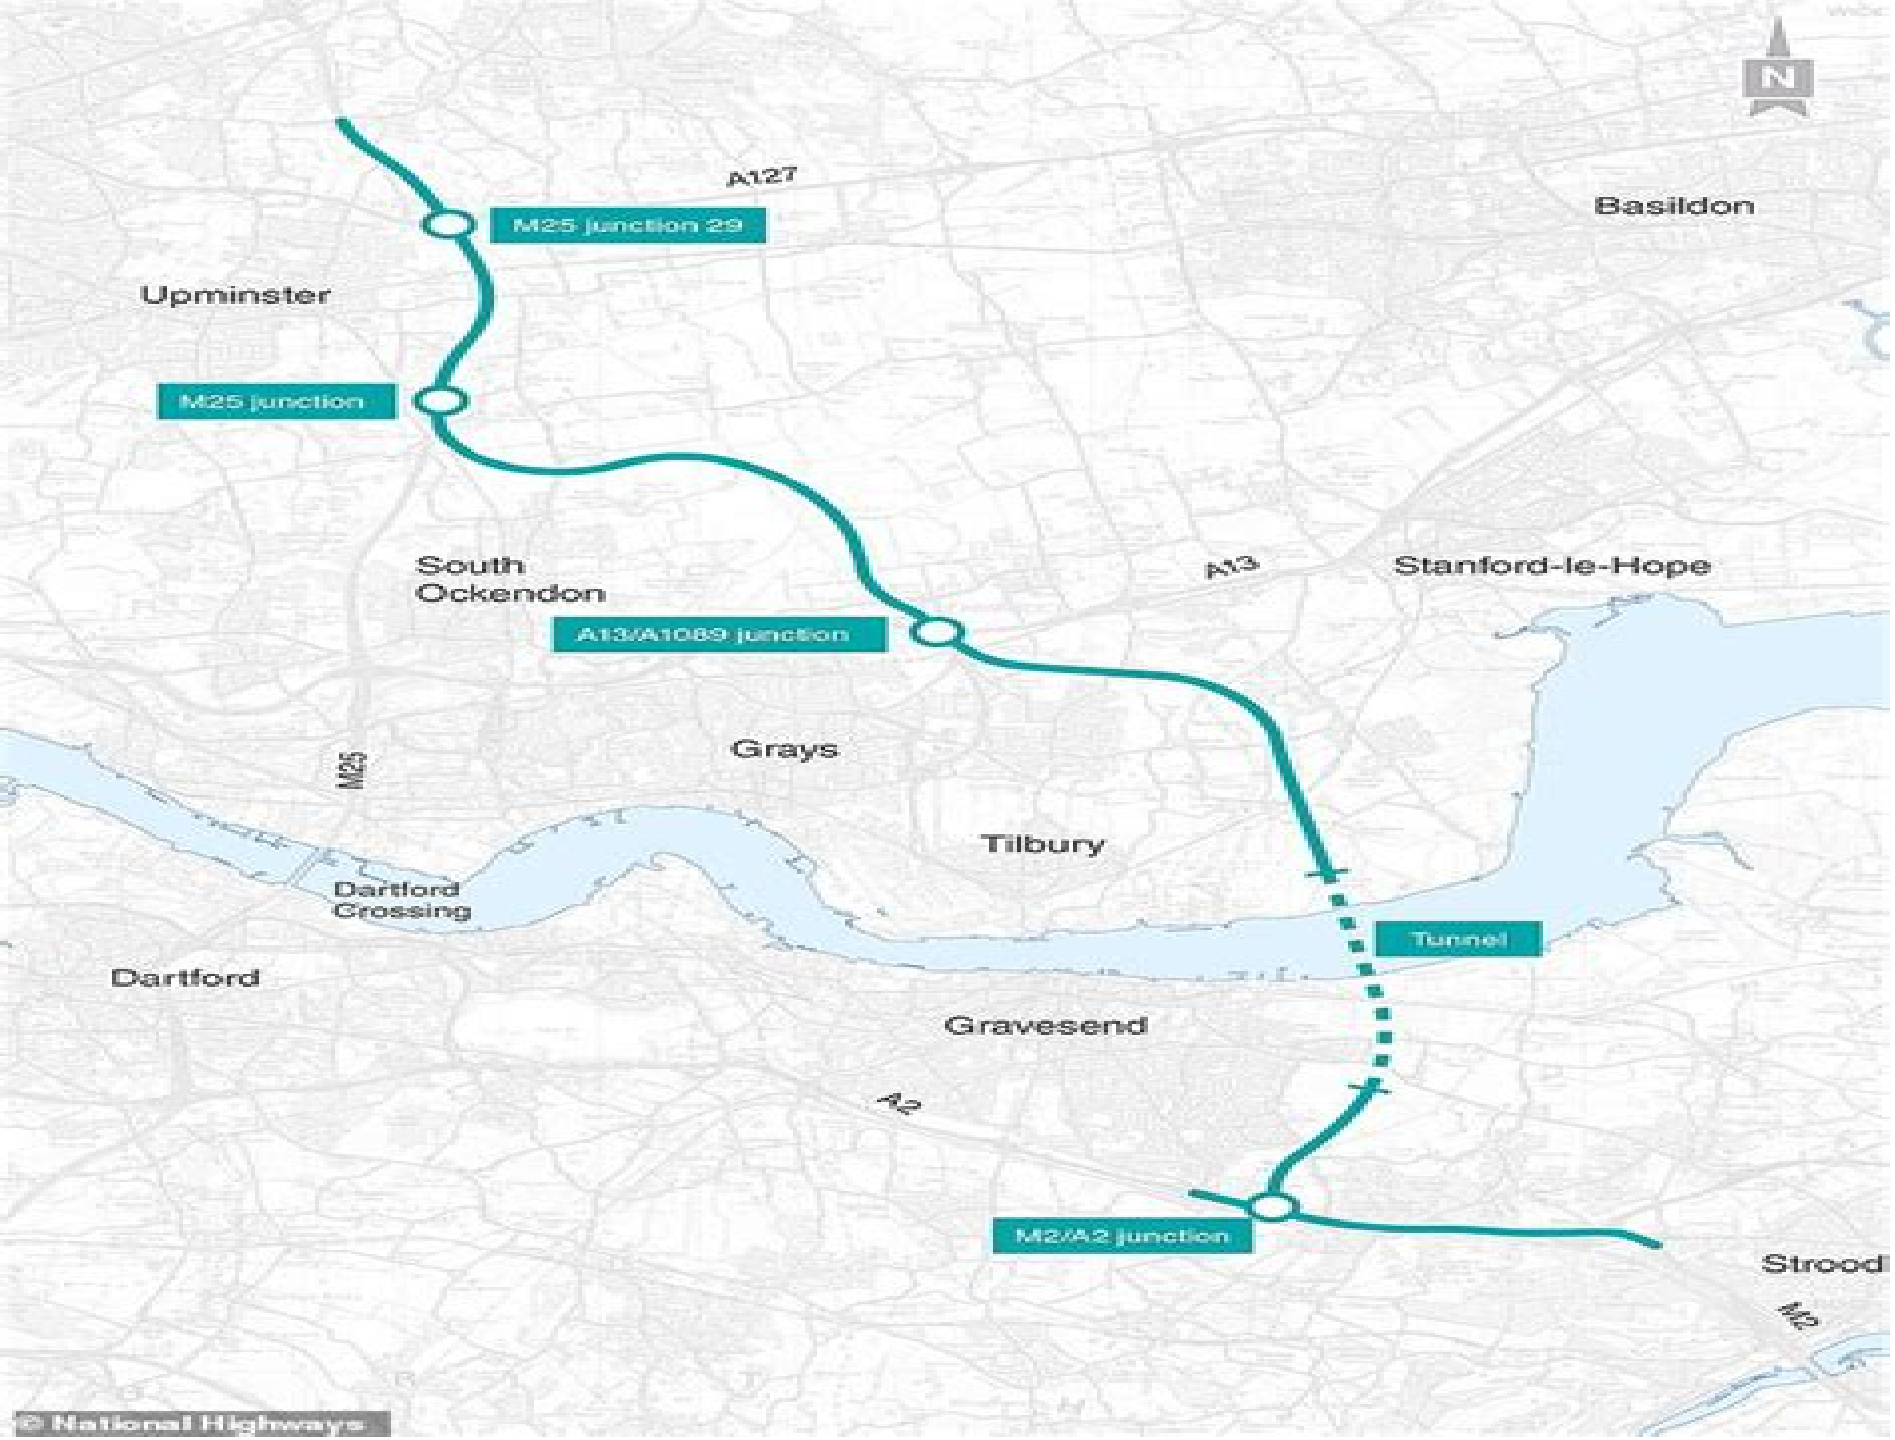 N
A127
M25 junction 29
Basildon
Upminster
M25 junction
South
Ockendon
A13
Stanford-le-Hope
A13/A1089 junction
Grays
M25
Tilbury
Dartford
Crossing
Tunnel
Dartford
Gravesend
A2
M2/A2 junction
Strood
M2
© National Highways